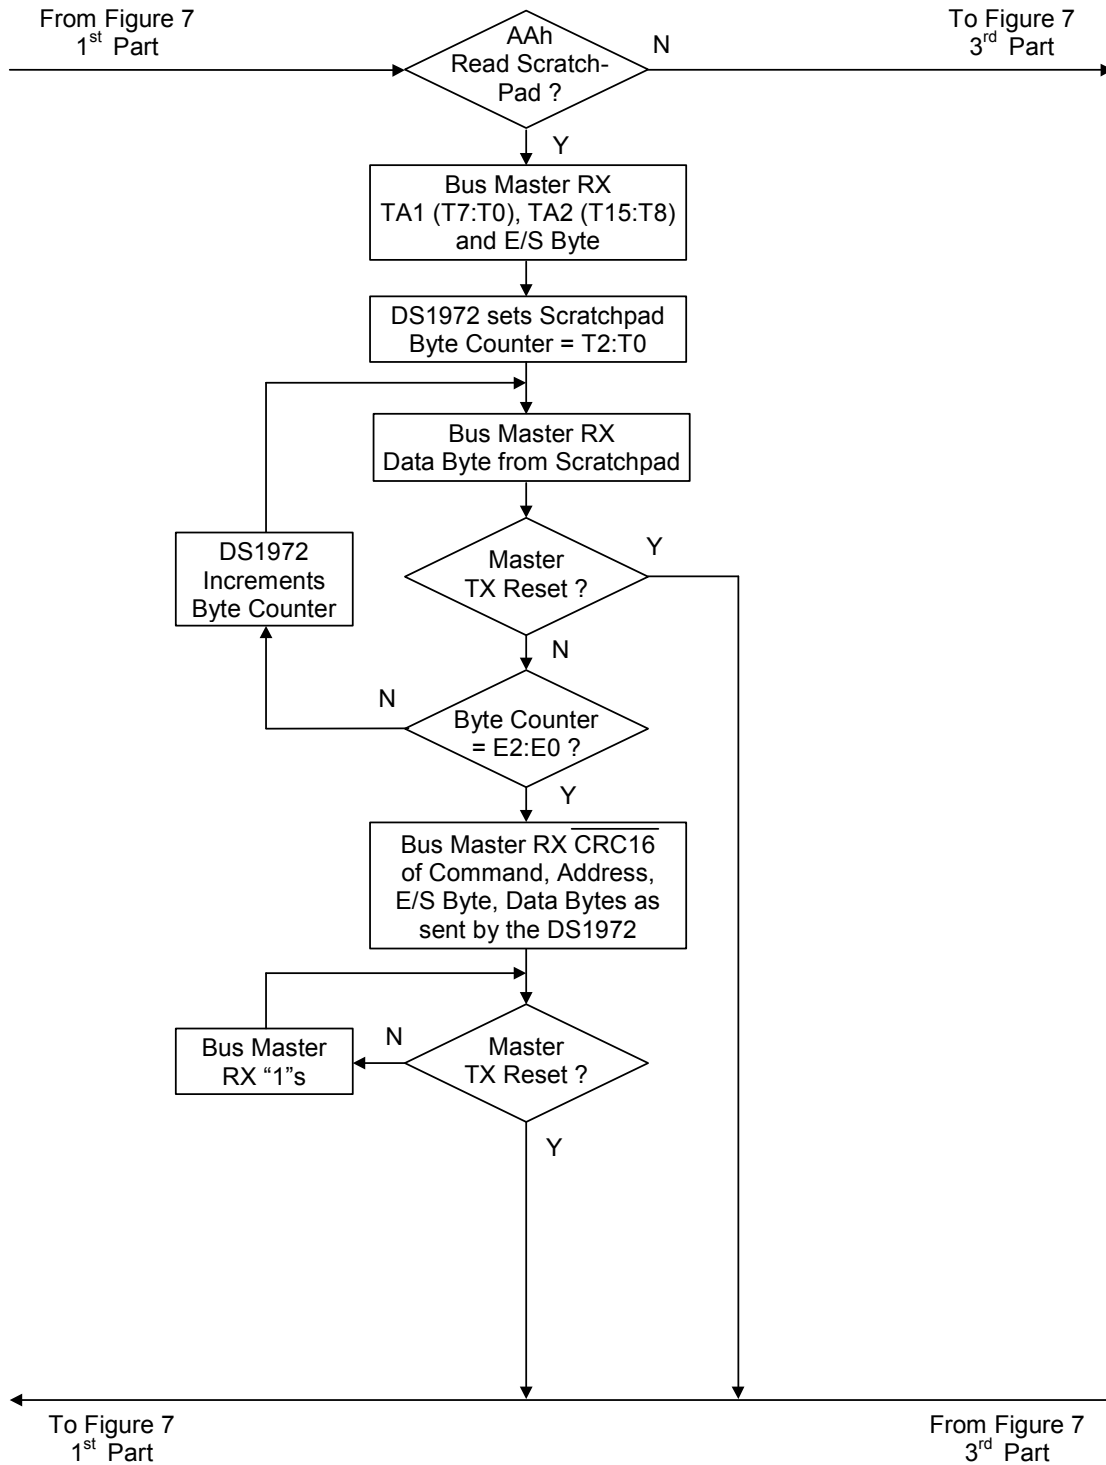 From Figure 7
1st Part
To Figure 7
3rd Part
AAh
Read Scratch-
Pad ?
N
Y
Bus Master RX
TA1 (T7:T0), TA2 (T15:T8)
and E/S Byte
DS1972 sets Scratchpad
Byte Counter = T2:T0
Bus Master RX
Data Byte from Scratchpad
DS1972
Increments
Byte Counter
Master
TX Reset ?
Y
N
N
Byte Counter
= E2:E0 ?
Y
Bus Master RX CRC16
of Command, Address,
E/S Byte, Data Bytes as
sent by the DS1972
Bus Master
RX “1”s
N
Master
TX Reset ?
Y
To Figure 7
1st Part
From Figure 7
3rd Part